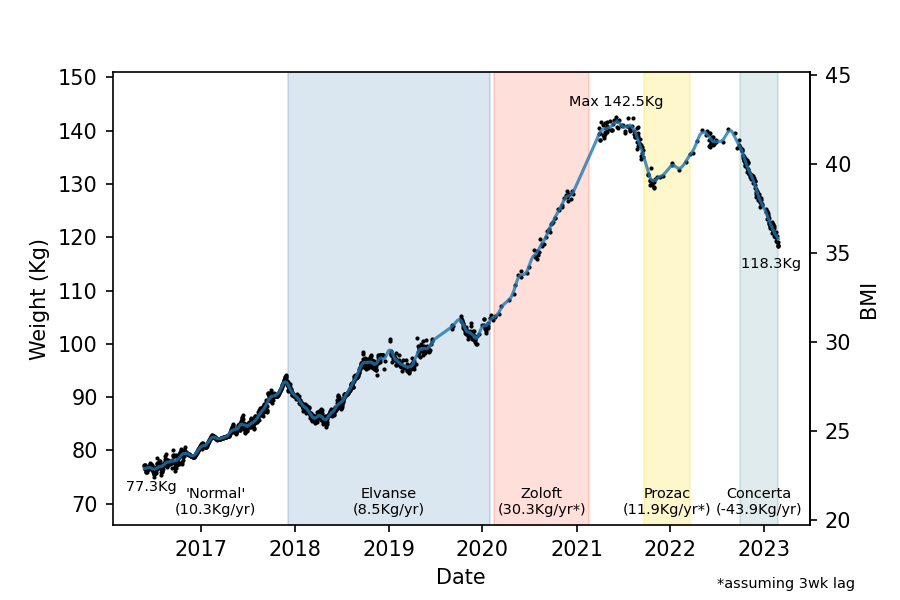 150
140
130
120
110
100
90
80
70
Weight (Kg)
45
40
35
30
25
20
BMI
Max 142.5Kg
118.3Kg
77.3Kg
'Normal'
(10.3Kg/yr)
Elvanse
(8.5Kg/yr)
Zoloft
(30.3Kg/yr*)
Prozac
(11.9Kg/yr*)
Concerta
(-43.9Kg/yr)
2017 2018 2019 2020 2021 2022 2023
Date
*assuming 3wk lag